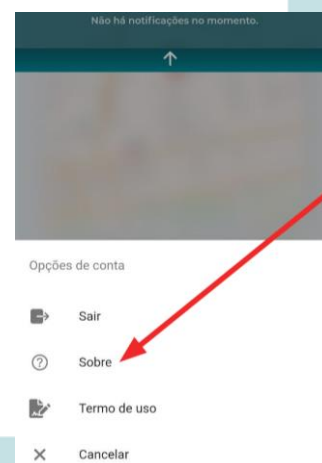 Não há notificações no momento.
Opções de conta
Sair
Sobre
Termo de uso
Cancelar